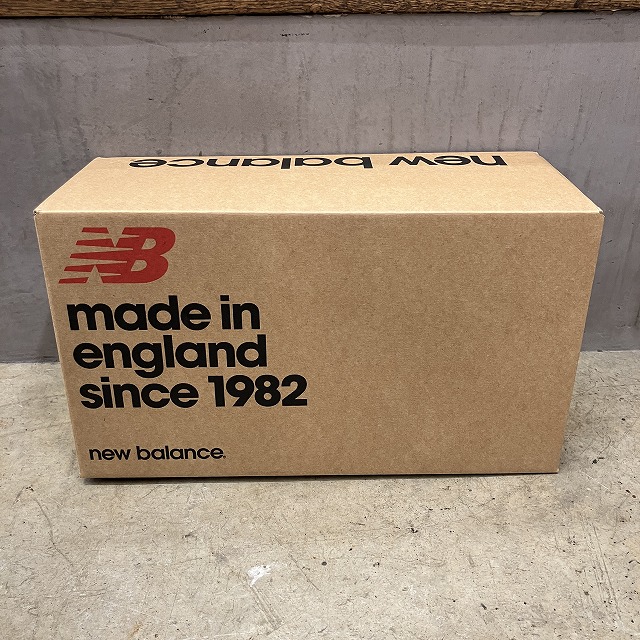 new balance
NB
made in
england
since 1982
new balance.